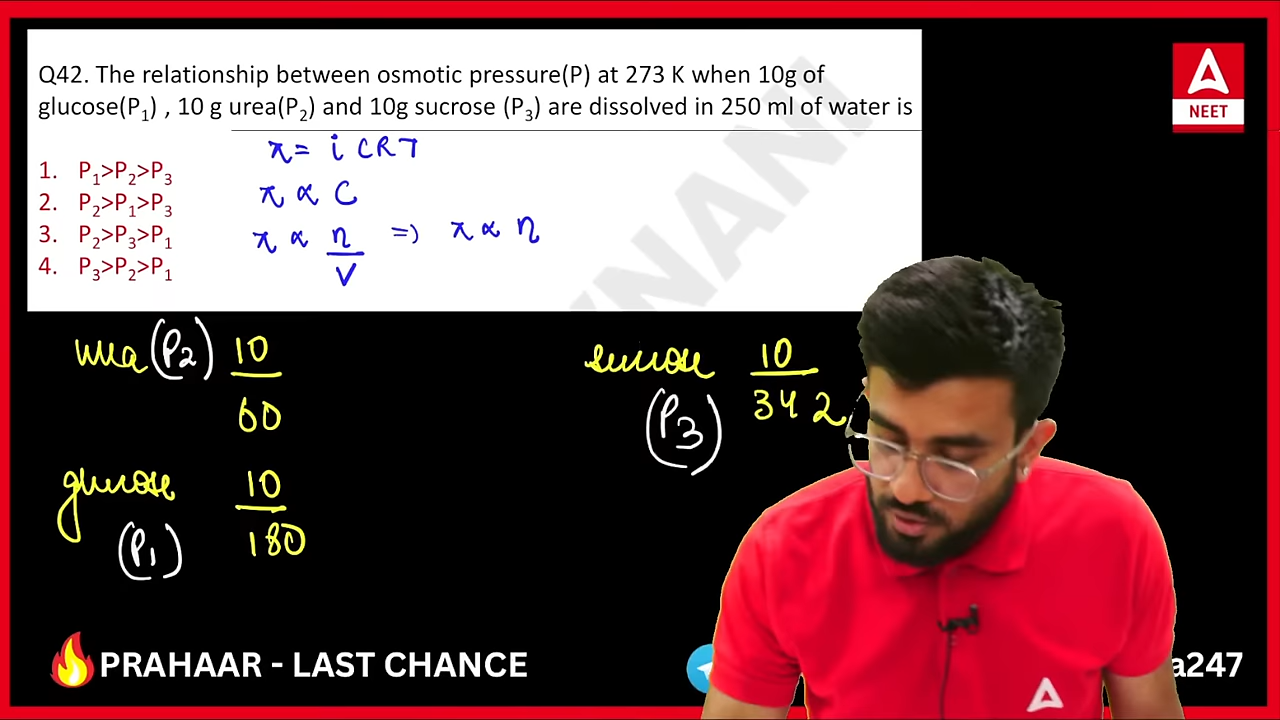 Q42. The relationship between osmotic pressure(P) at 273 K when 10g of
glucose(P₁) , 10 g urea(P₂) and 10g sucrose (P₃) are dissolved in 250 ml of water is
1. P₁>P₂>P₃
2. P₂>P₁>P₃
3. P₂>P₃>P₁
4. P₃>P₂>P₁
π = i CRT
π ∝ C
π ∝ n/V ⇒ π ∝ n
urea (P₂) 10/60
glucose 10/180
(P₁)
sucrose 10/342
(P₃)
A
NEET
NANI
PRAHAAR - LAST CHANCE
a247